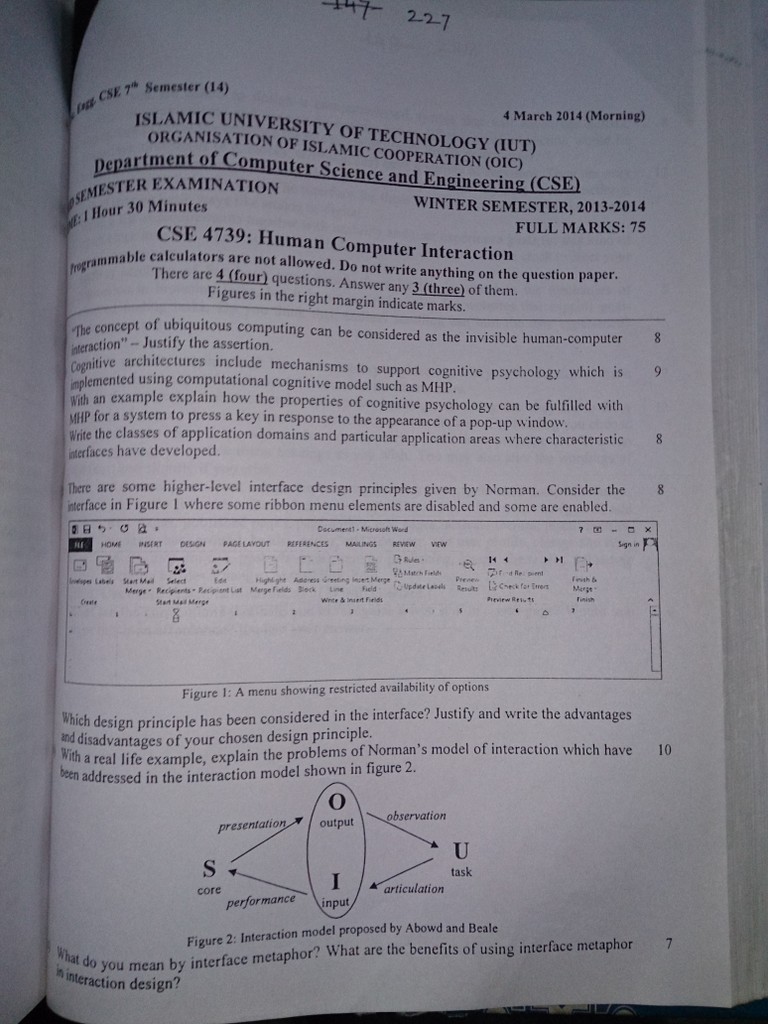 147 227
Engg. CSE 7th Semester (14)
4 March 2014 (Morning)
ISLAMIC UNIVERSITY OF TECHNOLOGY (IUT)
ORGANISATION OF ISLAMIC COOPERATION (OIC)
Department of Computer Science and Engineering (CSE)
SEMESTER EXAMINATION
WINTER SEMESTER, 2013-2014
1 Hour 30 Minutes
FULL MARKS: 75
CSE 4739: Human Computer Interaction
Programmable calculators are not allowed. Do not write anything on the question paper.
There are 4 (four) questions. Answer any 3 (three) of them.
Figures in the right margin indicate marks.
"The concept of ubiquitous computing can be considered as the invisible human-computer 8
interaction" – Justify the assertion.
Cognitive architectures include mechanisms to support cognitive psychology which is 9
implemented using computational cognitive model such as MHP.
With an example explain how the properties of cognitive psychology can be fulfilled with
MHP for a system to press a key in response to the appearance of a pop-up window.
Write the classes of application domains and particular application areas where characteristic 8
interfaces have developed.
There are some higher-level interface design principles given by Norman. Consider the 8
interface in Figure 1 where some ribbon menu elements are disabled and some are enabled.
Document1 - Microsoft Word
HOME INSERT DESIGN PAGE LAYOUT REFERENCES MAILINGS REVIEW VIEW Sign in
Envelopes Labels Start Mail Merge Select Recipients Edit Recipient List Highlight Merge Fields Address Block Greeting Line Insert Merge Field Rules Match Fields Update Labels Preview Results Find Recipient Check for Errors Finish & Merge
Create Start Mail Merge Write & Insert Fields Preview Results Finish
Figure 1: A menu showing restricted availability of options
Which design principle has been considered in the interface? Justify and write the advantages
and disadvantages of your chosen design principle.
With a real life example, explain the problems of Norman's model of interaction which have 10
been addressed in the interaction model shown in figure 2.
O
output
presentation
observation
S
core
U
task
I
input
performance
articulation
Figure 2: Interaction model proposed by Abowd and Beale
What do you mean by interface metaphor? What are the benefits of using interface metaphor 7
in interaction design?